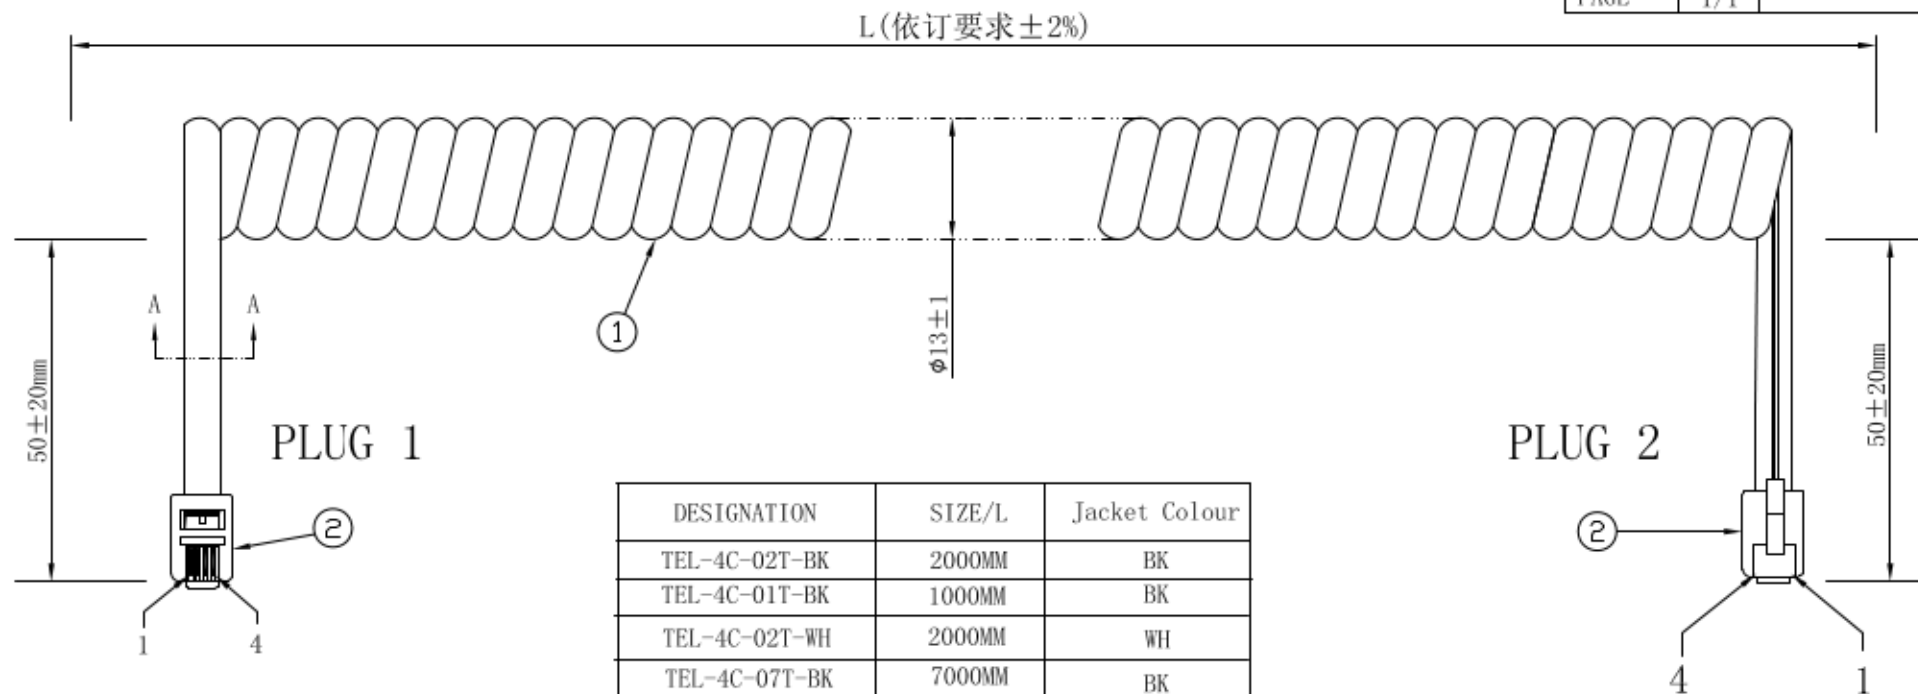 PAGE 1/1
L(依订要求±2%)
A A
1
ϕ13±1
50±20mm
50±20mm
PLUG 1
PLUG 2
2
2
DESIGNATION SIZE/L Jacket Colour
TEL-4C-02T-BK 2000MM BK
TEL-4C-01T-BK 1000MM BK
TEL-4C-02T-WH 2000MM WH
TEL-4C-07T-BK 7000MM BK
1 4
4 1